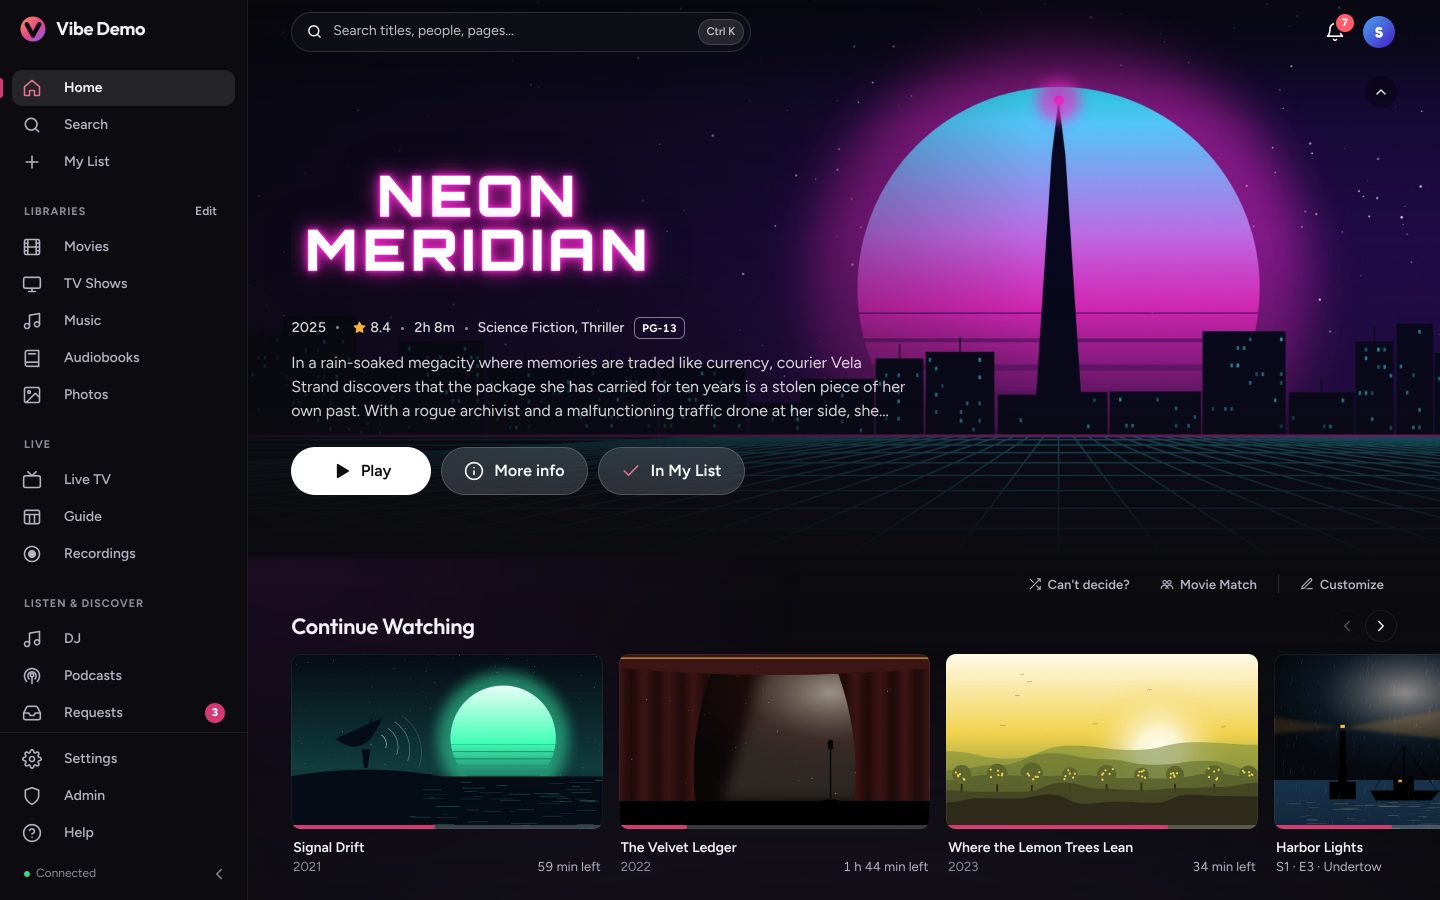 Vibe Demo
Search titles, people, pages...
Ctrl K
7
S
Home
Search
My List
LIBRARIES
Edit
Movies
TV Shows
Music
Audiobooks
Photos
LIVE
Live TV
Guide
Recordings
LISTEN & DISCOVER
DJ
Podcasts
Requests
3
Settings
Admin
Help
Connected
NEON
MERIDIAN
2025 • 8.4 • 2h 8m • Science Fiction, Thriller PG-13
In a rain-soaked megacity where memories are traded like currency, courier Vela
Strand discovers that the package she has carried for ten years is a stolen piece of her
own past. With a rogue archivist and a malfunctioning traffic drone at her side, she...
Play
More info
In My List
Can't decide?
Movie Match
Customize
Continue Watching
Signal Drift
2021
59 min left
The Velvet Ledger
2022
1 h 44 min left
Where the Lemon Trees Lean
2023
34 min left
Harbor Lights
S1 · E3 · Undertow